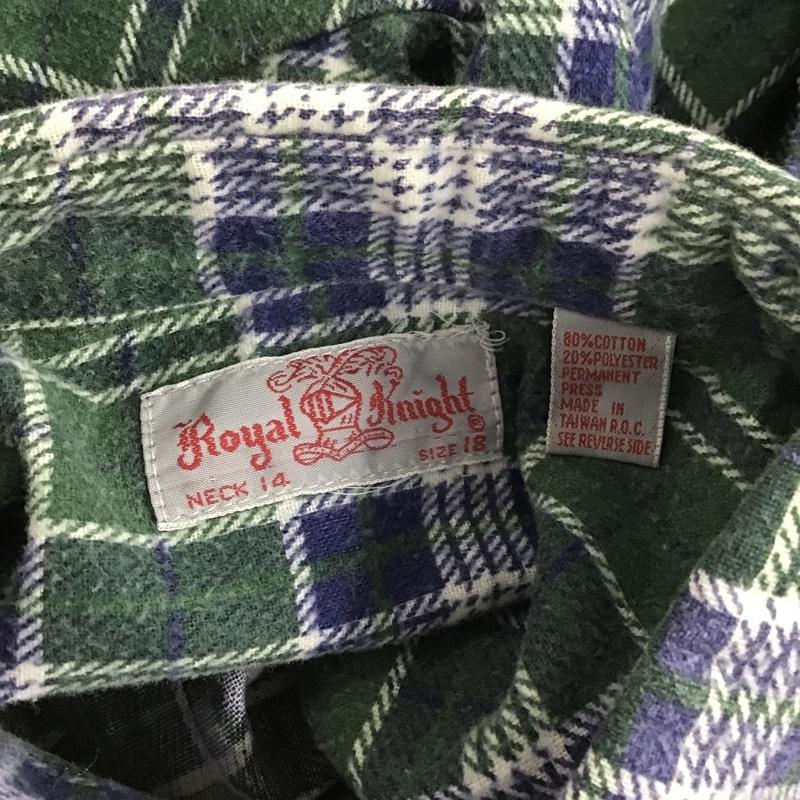 Royal Knight®
NECK 14 SIZE 18
80%COTTON
20%POLYESTER
PERMANENT
PRESS
MADE IN
TAIWAN R.O.C.
SEE REVERSE SIDE